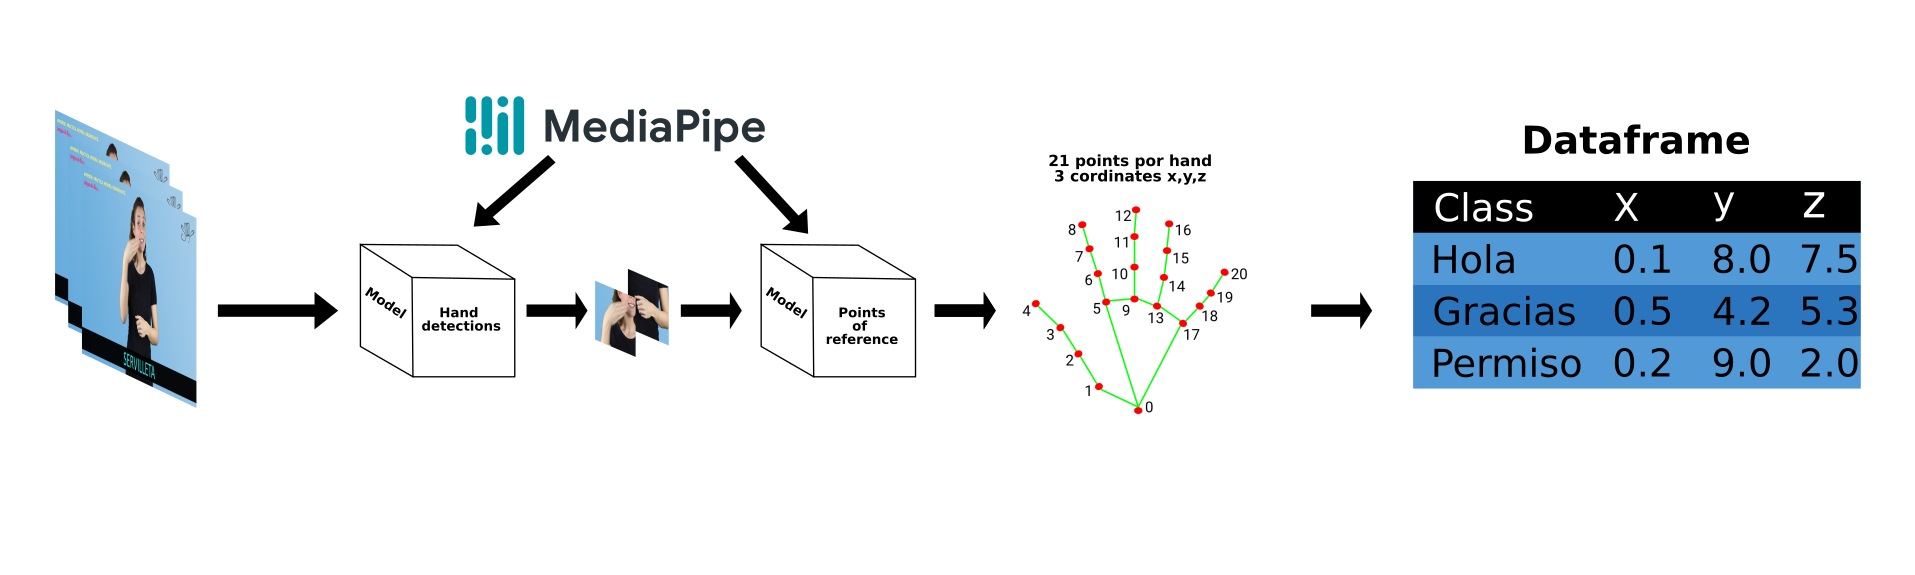 SERVILLETA
MediaPipe
Model
Hand
detections
Model
Points
of
reference
21 points por hand
3 cordinates x,y,z
12
8
16
11
7
15
10
20
6
14
19
4
5
9
13
18
3
17
2
1
0
Dataframe
Class X y z
Hola 0.1 8.0 7.5
Gracias 0.5 4.2 5.3
Permiso 0.2 9.0 2.0